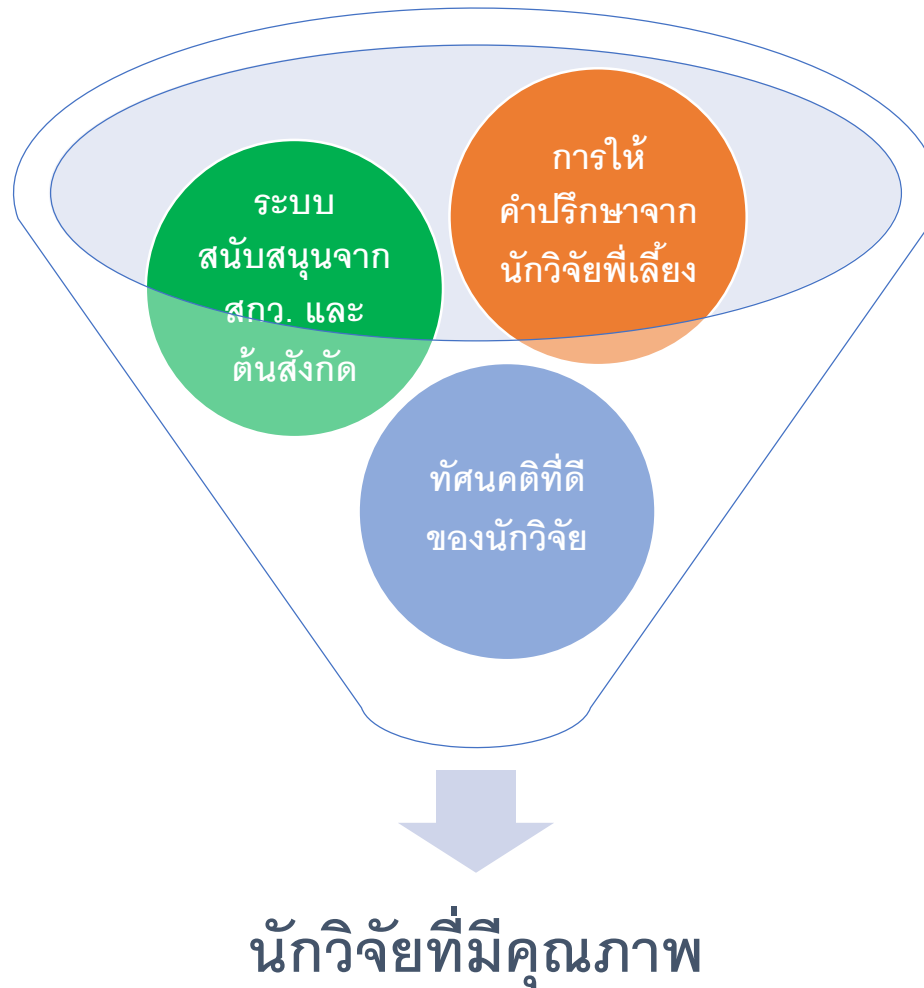 ระบบ
สนับสนุนจาก
สกว. และ
ต้นสังกัด
การให้
คำปรึกษาจาก
นักวิจัยพี่เลี้ยง
ทัศนคติที่ดี
ของนักวิจัย
นักวิจัยที่มีคุณภาพ